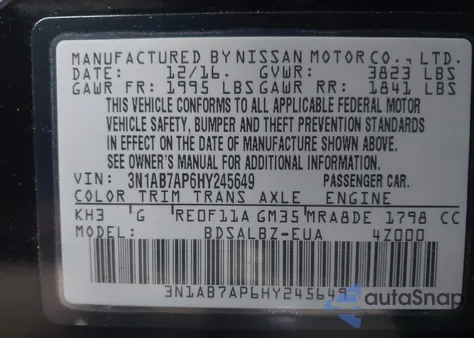 MANUFACTURED BY NISSAN MOTOR CO., LTD.
DATE: 12/16. GVWR: 3823 LBS
GAWR FR: 1995 LBS GAWR RR: 1841 LBS
THIS VEHICLE CONFORMS TO ALL APPLICABLE FEDERAL MOTOR
VEHICLE SAFETY, BUMPER AND THEFT PREVENTION STANDARDS
IN EFFECT ON THE DATE OF MANUFACTURE SHOWN ABOVE.
SEE OWNER'S MANUAL FOR ADDITIONAL INFORMATION.
VIN: 3N1AB7AP6HY245649 PASSENGER CAR.
COLOR TRIM TRANS AXLE ENGINE
KH3 G RE0F11A GM35 MRA8DE 1798 CC
MODEL: BDSALBZ-EUA 4Z000
3N1AB7AP6HY245649
autoSnap